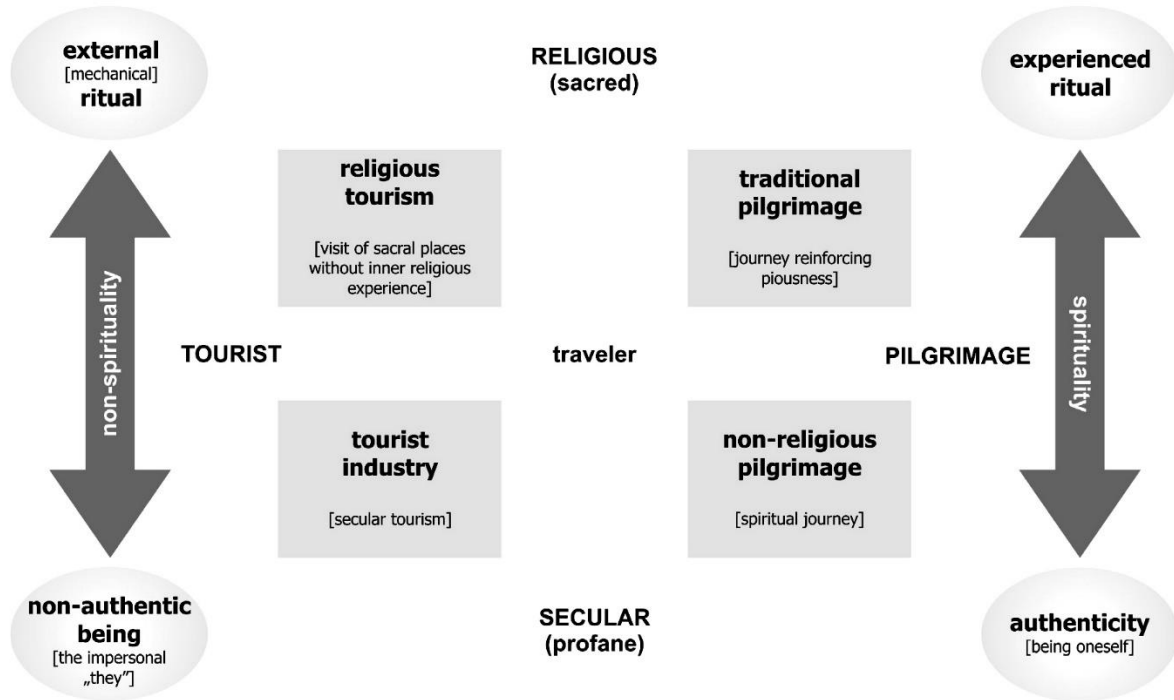 external
[mechanical]
ritual
RELIGIOUS
(sacred)
experienced
ritual
religious
tourism
[visit of sacral places
without inner religious
experience]
traditional
pilgrimage
[journey reinforcing
piousness]
non-spirituality
TOURIST
traveler
PILGRIMAGE
spirituality
tourist
industry
[secular tourism]
non-religious
pilgrimage
[spiritual journey]
non-authentic
being
[the impersonal
„they”]
SECULAR
(profane)
authenticity
[being oneself]